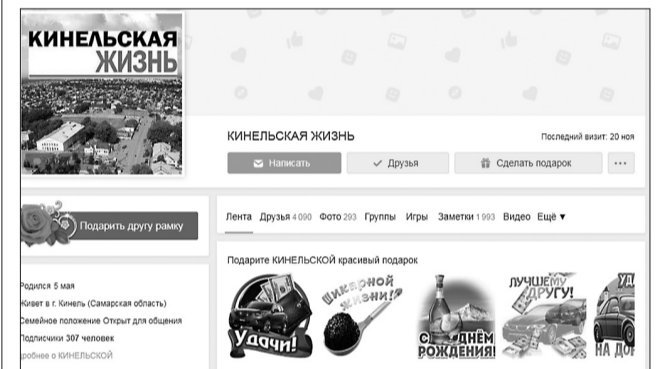 КИНЕЛЬСКАЯ
ЖИЗНЬ
КИНЕЛЬСКАЯ ЖИЗНЬ
Последний визит: 20 ноя
Написать
Друзья
Сделать подарок
Подарить другу рамку
Лента Друзья 4 090 Фото 293 Группы Игры Заметки 1 993 Видео Ещё ▼
Подарите КИНЕЛЬСКОЙ красивый подарок
Удачи!
Шикарной
жизни!!!
С ДНЁМ
РОЖДЕНИЯ!
ЛУЧШЕМУ
ДРУГУ!
УД
НА ДОР
Родился 5 мая
Живет в г. Кинель (Самарская область)
Семейное положение Открыт для общения
Подписчики 307 человек
дробнее о КИНЕЛЬСКОЙ